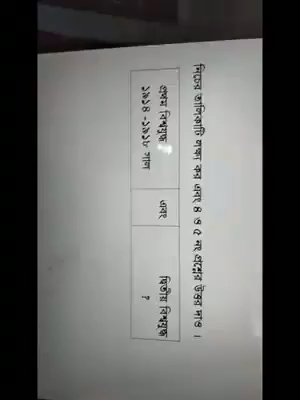 নিচের তালিকাটি লক্ষ্য কর এবং ৪ ও ৫ নং প্রশ্নের উত্তর দাও ।
প্রথম বিশ্বযুদ্ধ
১৯১৪ -১৯১৮ সাল
এবং
দ্বিতীয় বিশ্বযুদ্ধ
?